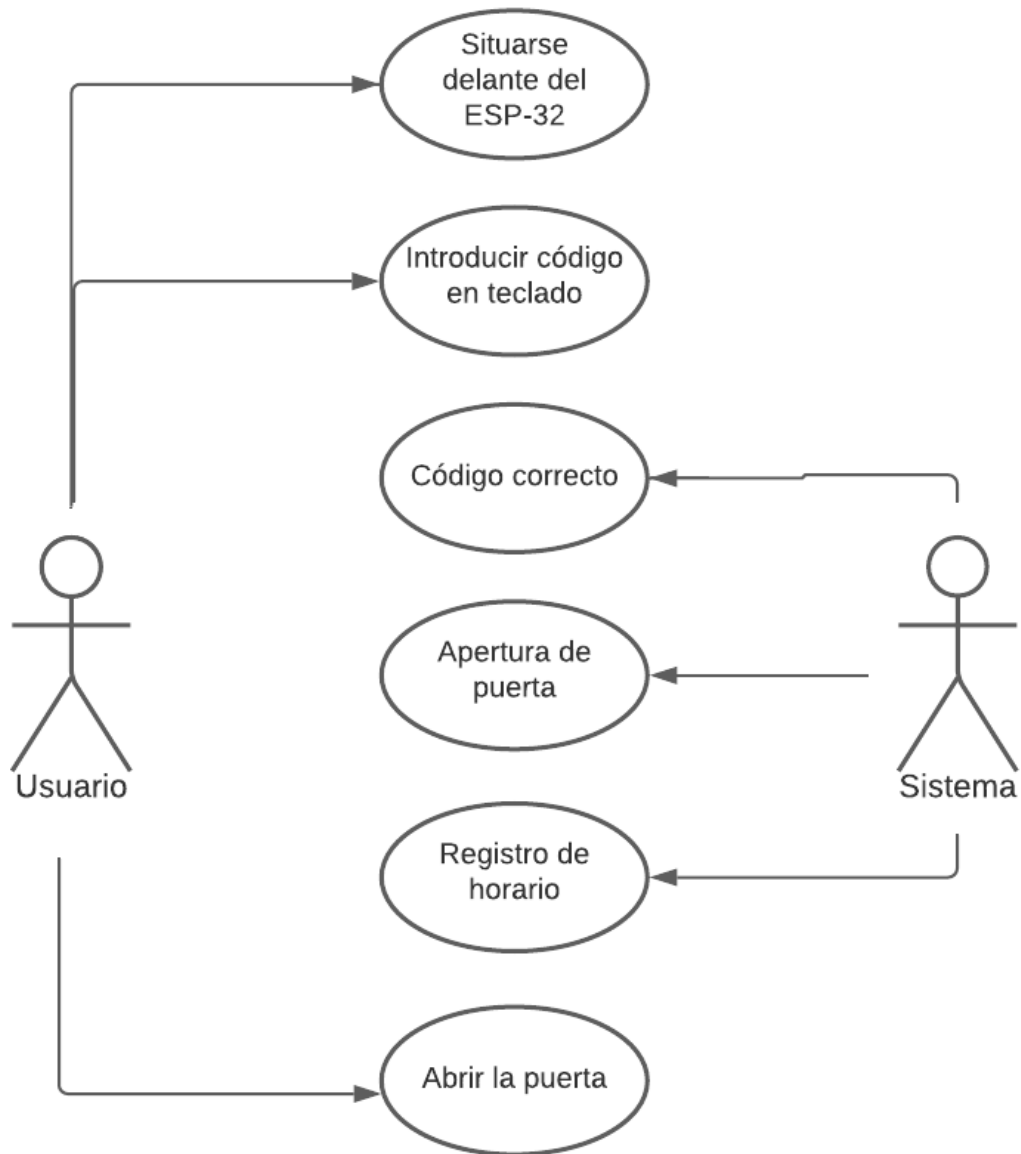 Situarse
delante del
ESP-32
Introducir código
en teclado
Código correcto
Apertura de
puerta
Usuario
Sistema
Registro de
horario
Abrir la puerta